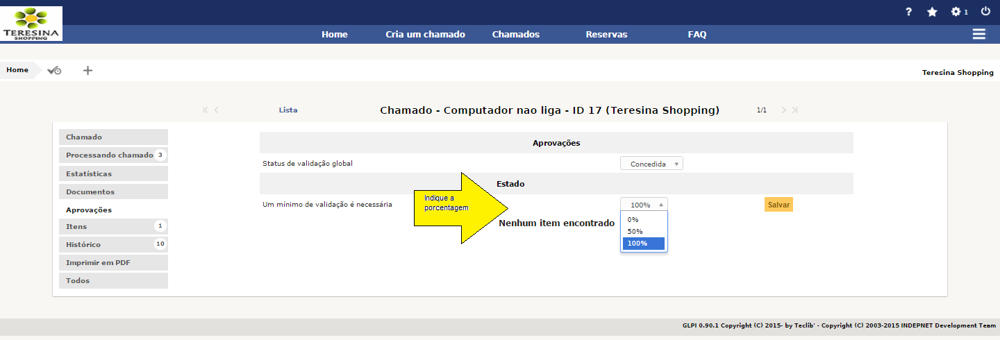 TERESINA
SHOPPING
? 1
Home Cria um chamado Chamados Reservas FAQ
Home
Teresina Shopping
Lista Chamado - Computador nao liga - ID 17 (Teresina Shopping) 1/1
Chamado
Processando chamado 3
Estatísticas
Documentos
Aprovações
Itens 1
Histórico 10
Imprimir em PDF
Todos
Aprovações
Status de validação global Concedida
Estado
Um mínimo de validação é necessária 100% Salvar
Indique a
porcentagem
Nenhum item encontrado
0%
50%
100%
GLPI 0.90.1 Copyright (C) 2015- by Teclib' - Copyright (C) 2003-2015 INDEPNET Development Team